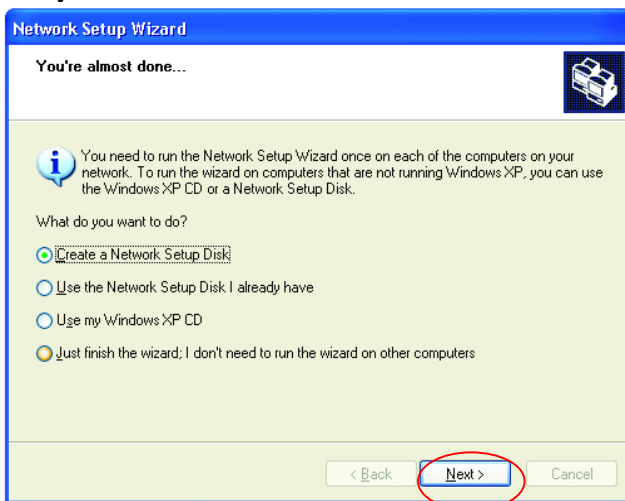 Network Setup Wizard
You're almost done...
You need to run the Network Setup Wizard once on each of the computers on your
network. To run the wizard on computers that are not running Windows XP, you can use
the Windows XP CD or a Network Setup Disk.
What do you want to do?
Create a Network Setup Disk
Use the Network Setup Disk I already have
Use my Windows XP CD
Just finish the wizard; I don't need to run the wizard on other computers
< Back Next > Cancel